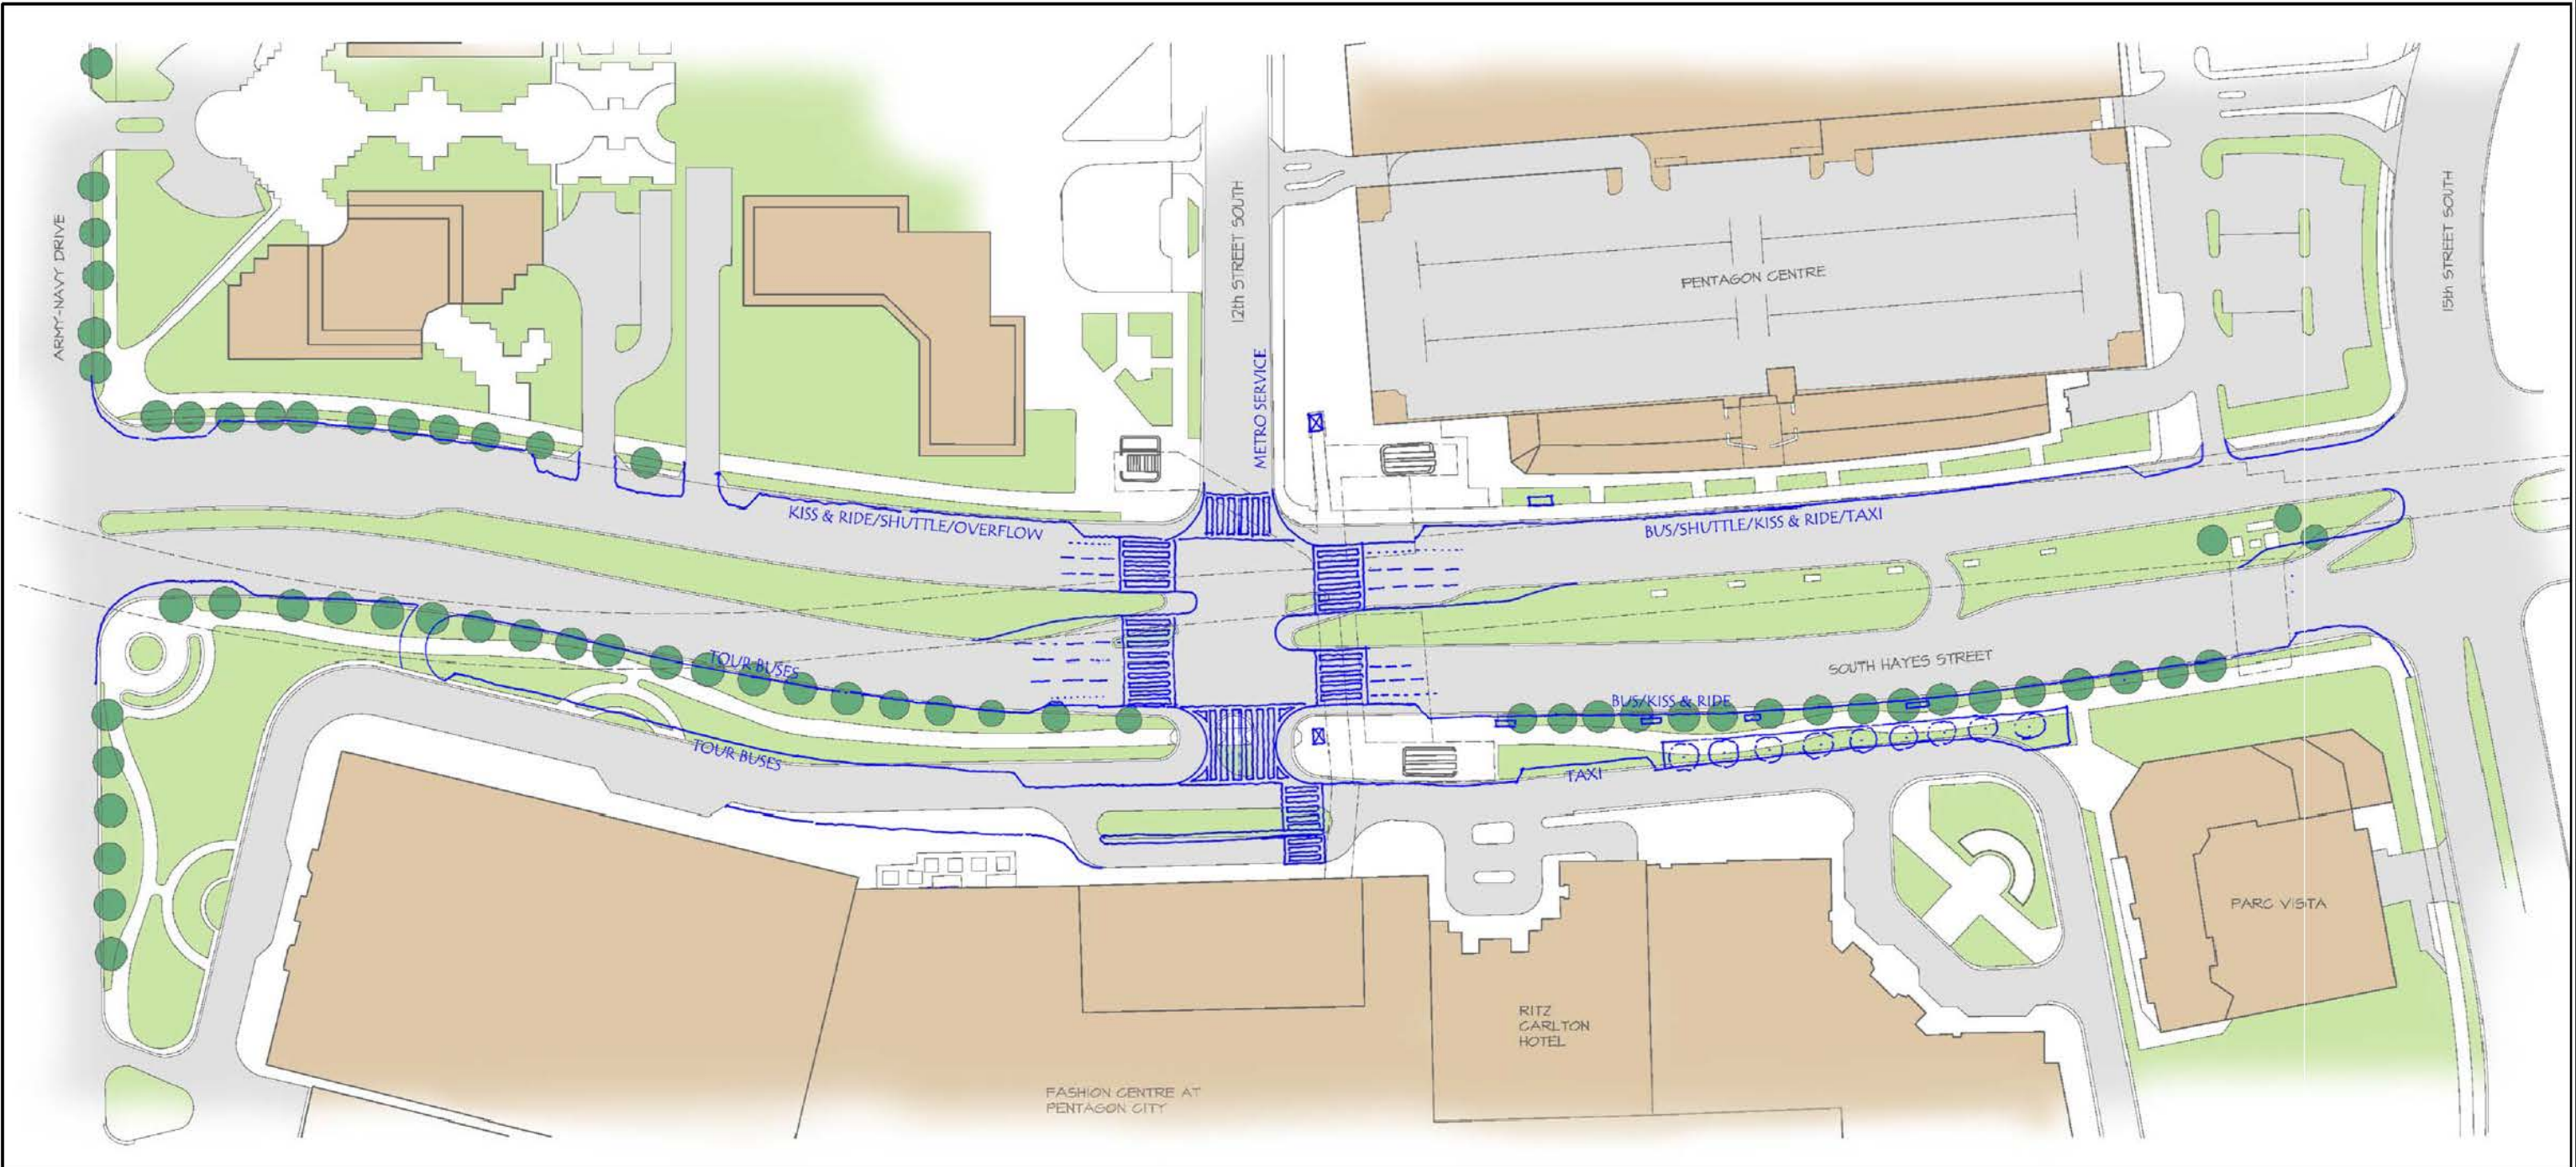 ARMY-NAVY DRIVE
12th STREET SOUTH
METRO SERVICE
PENTAGON CENTRE
15th STREET SOUTH
KISS & RIDE/SHUTTLE/OVERFLOW
BUS/SHUTTLE/KISS & RIDE/TAXI
TOUR BUSES
SOUTH HAYES STREET
BUS/KISS & RIDE
TOUR BUSES
TAXI
PARC VISTA
RITZ
CARLTON
HOTEL
FASHION CENTRE AT
PENTAGON CITY